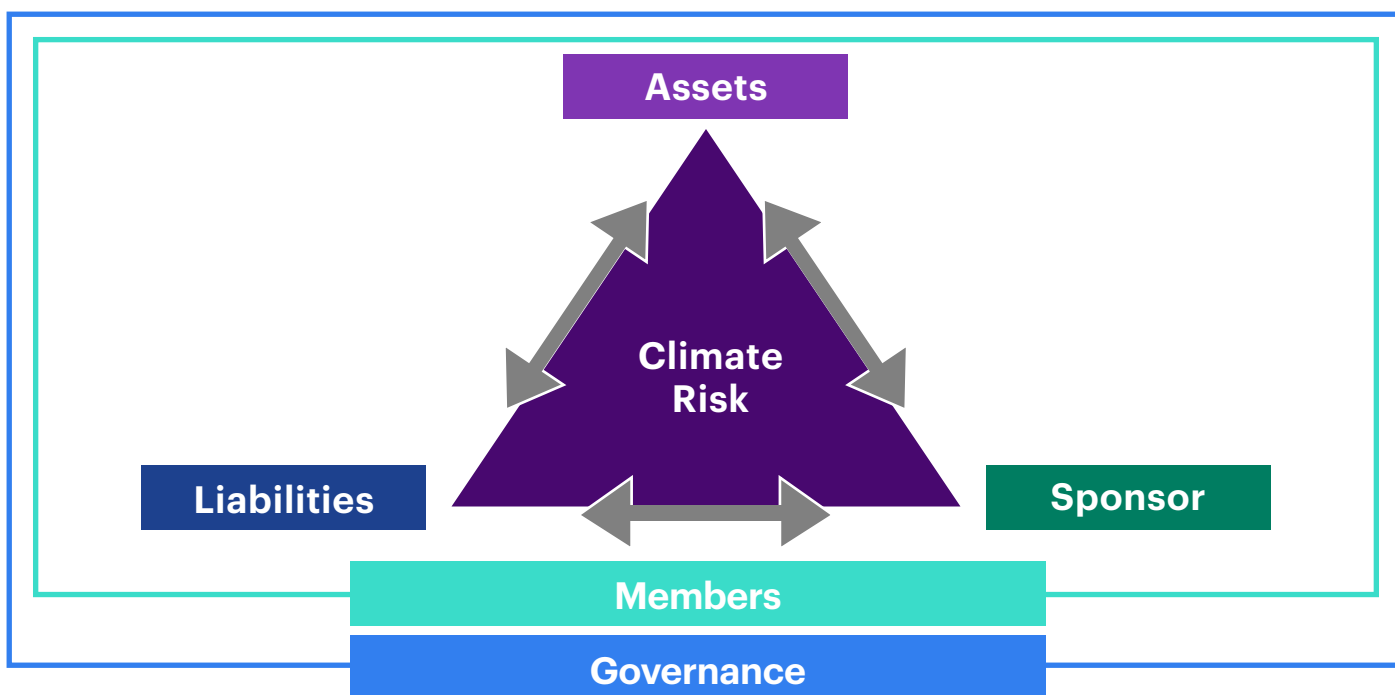 Assets
Climate
Risk
Liabilities
Sponsor
Members
Governance